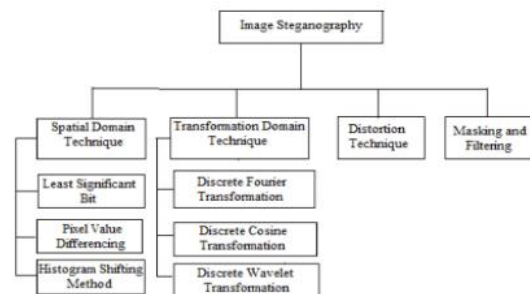 Image Steganography
Spatial Domain
Technique
Transformation Domain
Technique
Distortion
Technique
Masking and
Filtering
Least Significant
Bit
Discrete Fourier
Transformation
Pixel Value
Differencing
Discrete Cosine
Transformation
Histogram Shifting
Method
Discrete Wavelet
Transformation